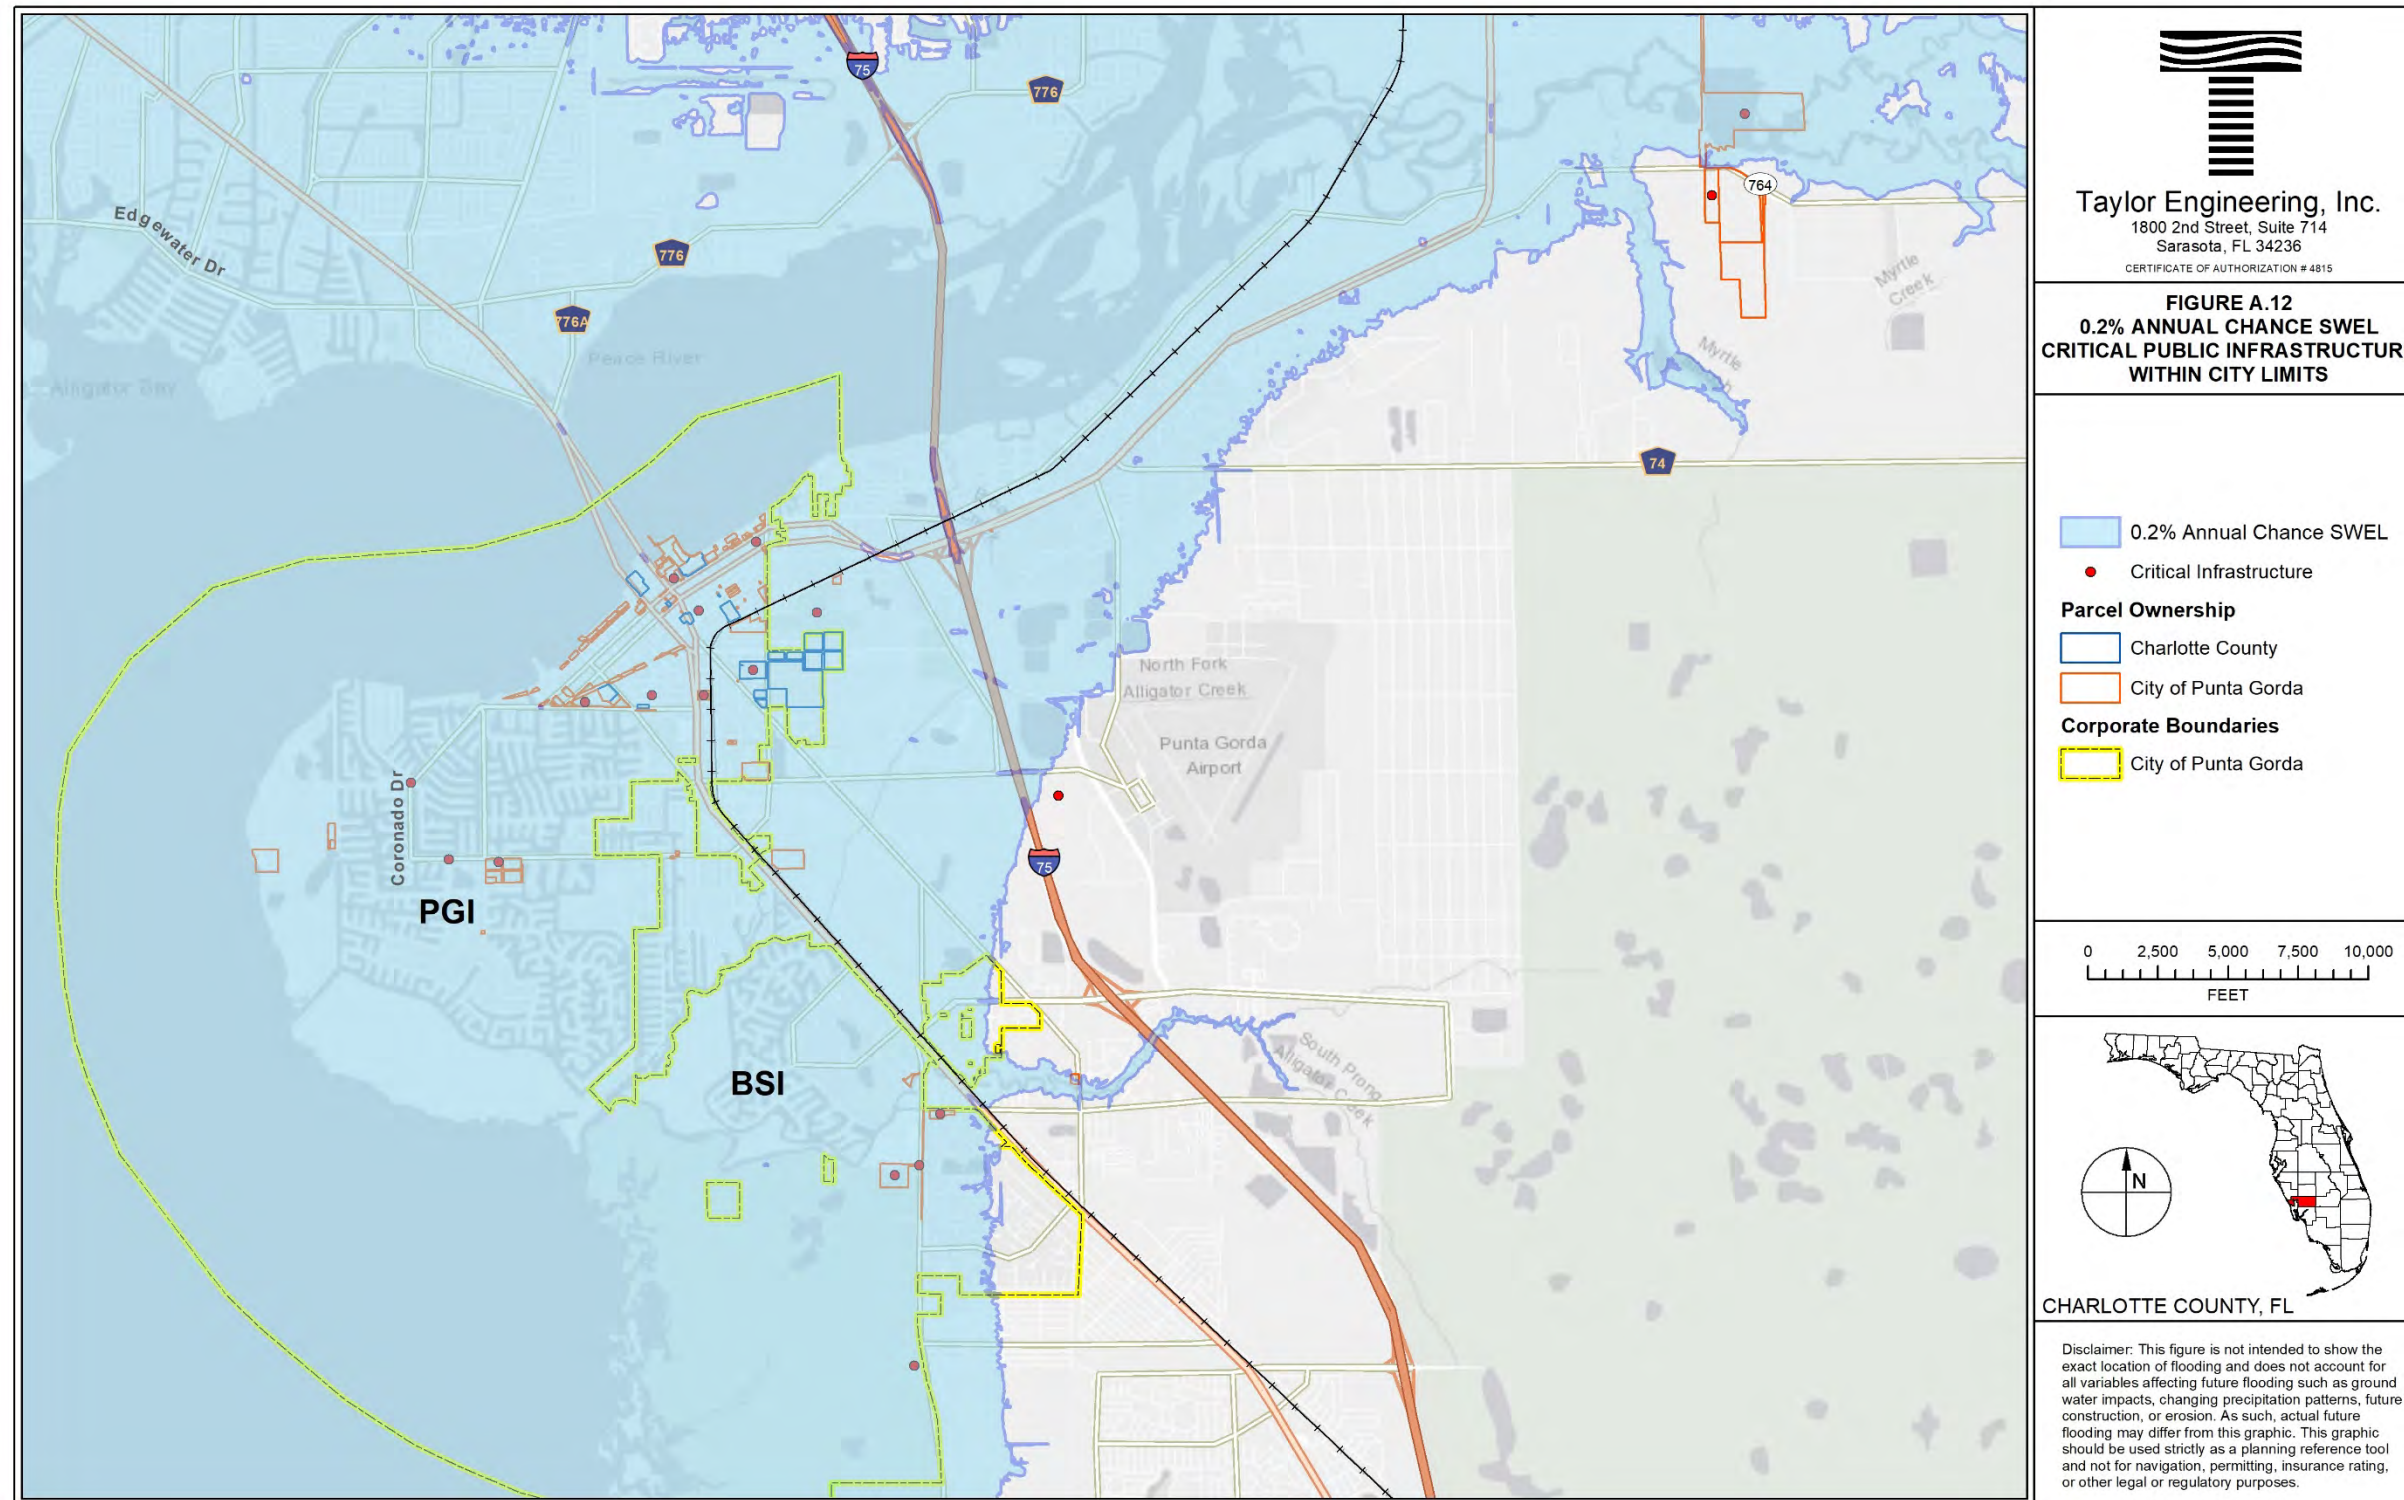 75
776
764
Edgewater Dr
776
776A
Peace River
Alligator Bay
Myrtle
Creek
Myrtle
74
North Fork
Alligator Creek
Punta Gorda
Airport
Coronado Dr
75
PGI
BSI
South Prong
Alligator Creek
Taylor Engineering, Inc.
1800 2nd Street, Suite 714
Sarasota, FL 34236
CERTIFICATE OF AUTHORIZATION # 4815
FIGURE A.12
0.2% ANNUAL CHANCE SWEL
CRITICAL PUBLIC INFRASTRUCTUR
WITHIN CITY LIMITS
0.2% Annual Chance SWEL
Critical Infrastructure
Parcel Ownership
Charlotte County
City of Punta Gorda
Corporate Boundaries
City of Punta Gorda
0 2,500 5,000 7,500 10,000
FEET
N
CHARLOTTE COUNTY, FL
Disclaimer: This figure is not intended to show the
exact location of flooding and does not account for
all variables affecting future flooding such as ground
water impacts, changing precipitation patterns, future
construction, or erosion. As such, actual future
flooding may differ from this graphic. This graphic
should be used strictly as a planning reference tool
and not for navigation, permitting, insurance rating,
or other legal or regulatory purposes.